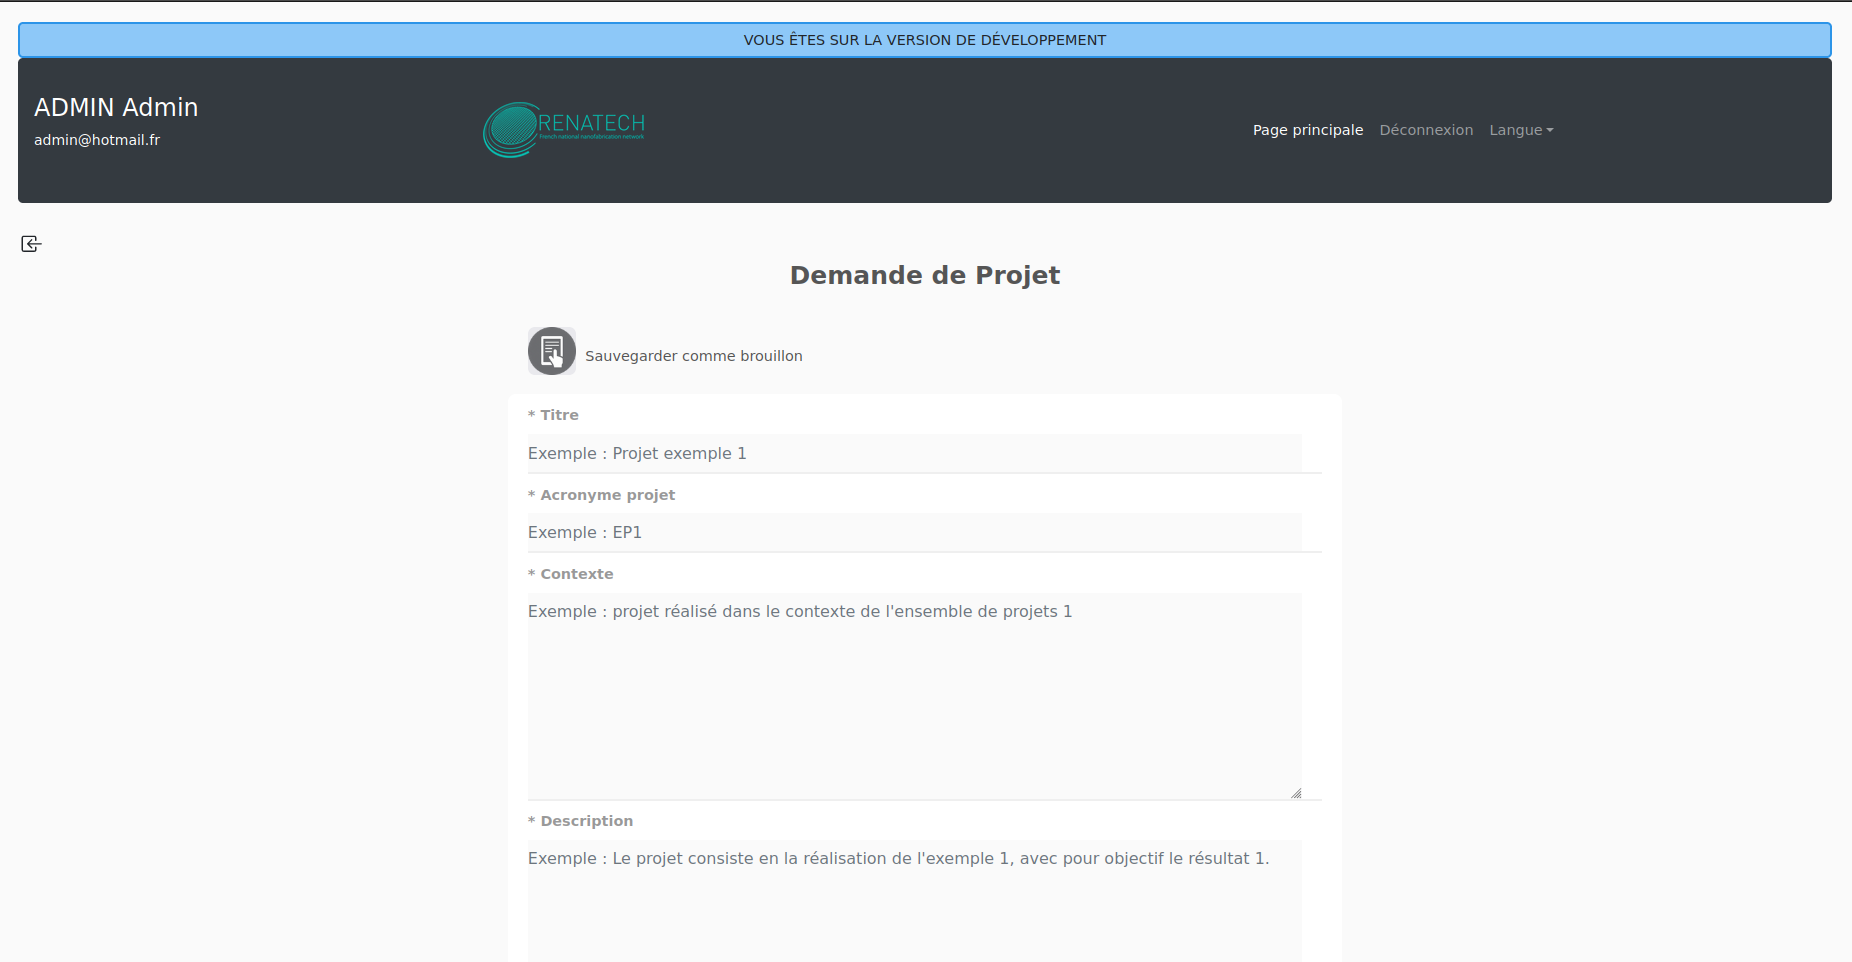 VOUS ÊTES SUR LA VERSION DE DÉVELOPPEMENT
ADMIN Admin
admin@hotmail.fr
RENATECH
French national nanofabrication network
Page principale
Déconnexion
Langue
Demande de Projet
Sauvegarder comme brouillon
* Titre
Exemple : Projet exemple 1
* Acronyme projet
Exemple : EP1
* Contexte
Exemple : projet réalisé dans le contexte de l'ensemble de projets 1
* Description
Exemple : Le projet consiste en la réalisation de l'exemple 1, avec pour objectif le résultat 1.